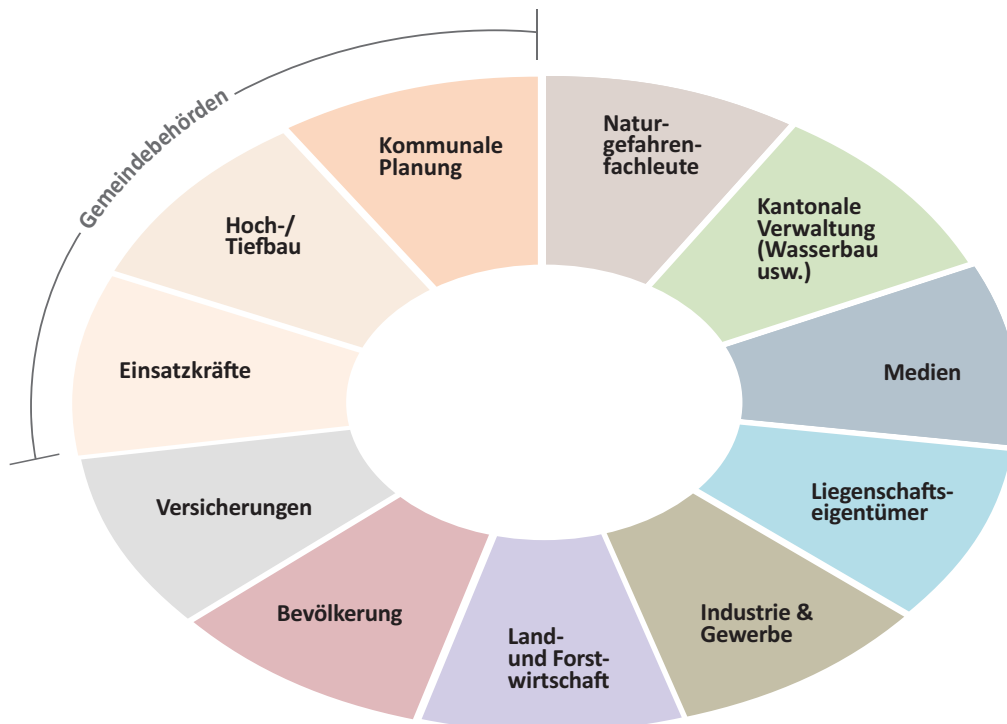 Gemeindebehörden
Kommunale
Planung
Natur-
gefahren-
fachleute
Kantonale
Verwaltung
(Wasserbau
usw.)
Medien
Liegenschafts-
eigentümer
Industrie &
Gewerbe
Land-
und Forst-
wirtschaft
Bevölkerung
Versicherungen
Einsatzkräfte
Hoch-/
Tiefbau